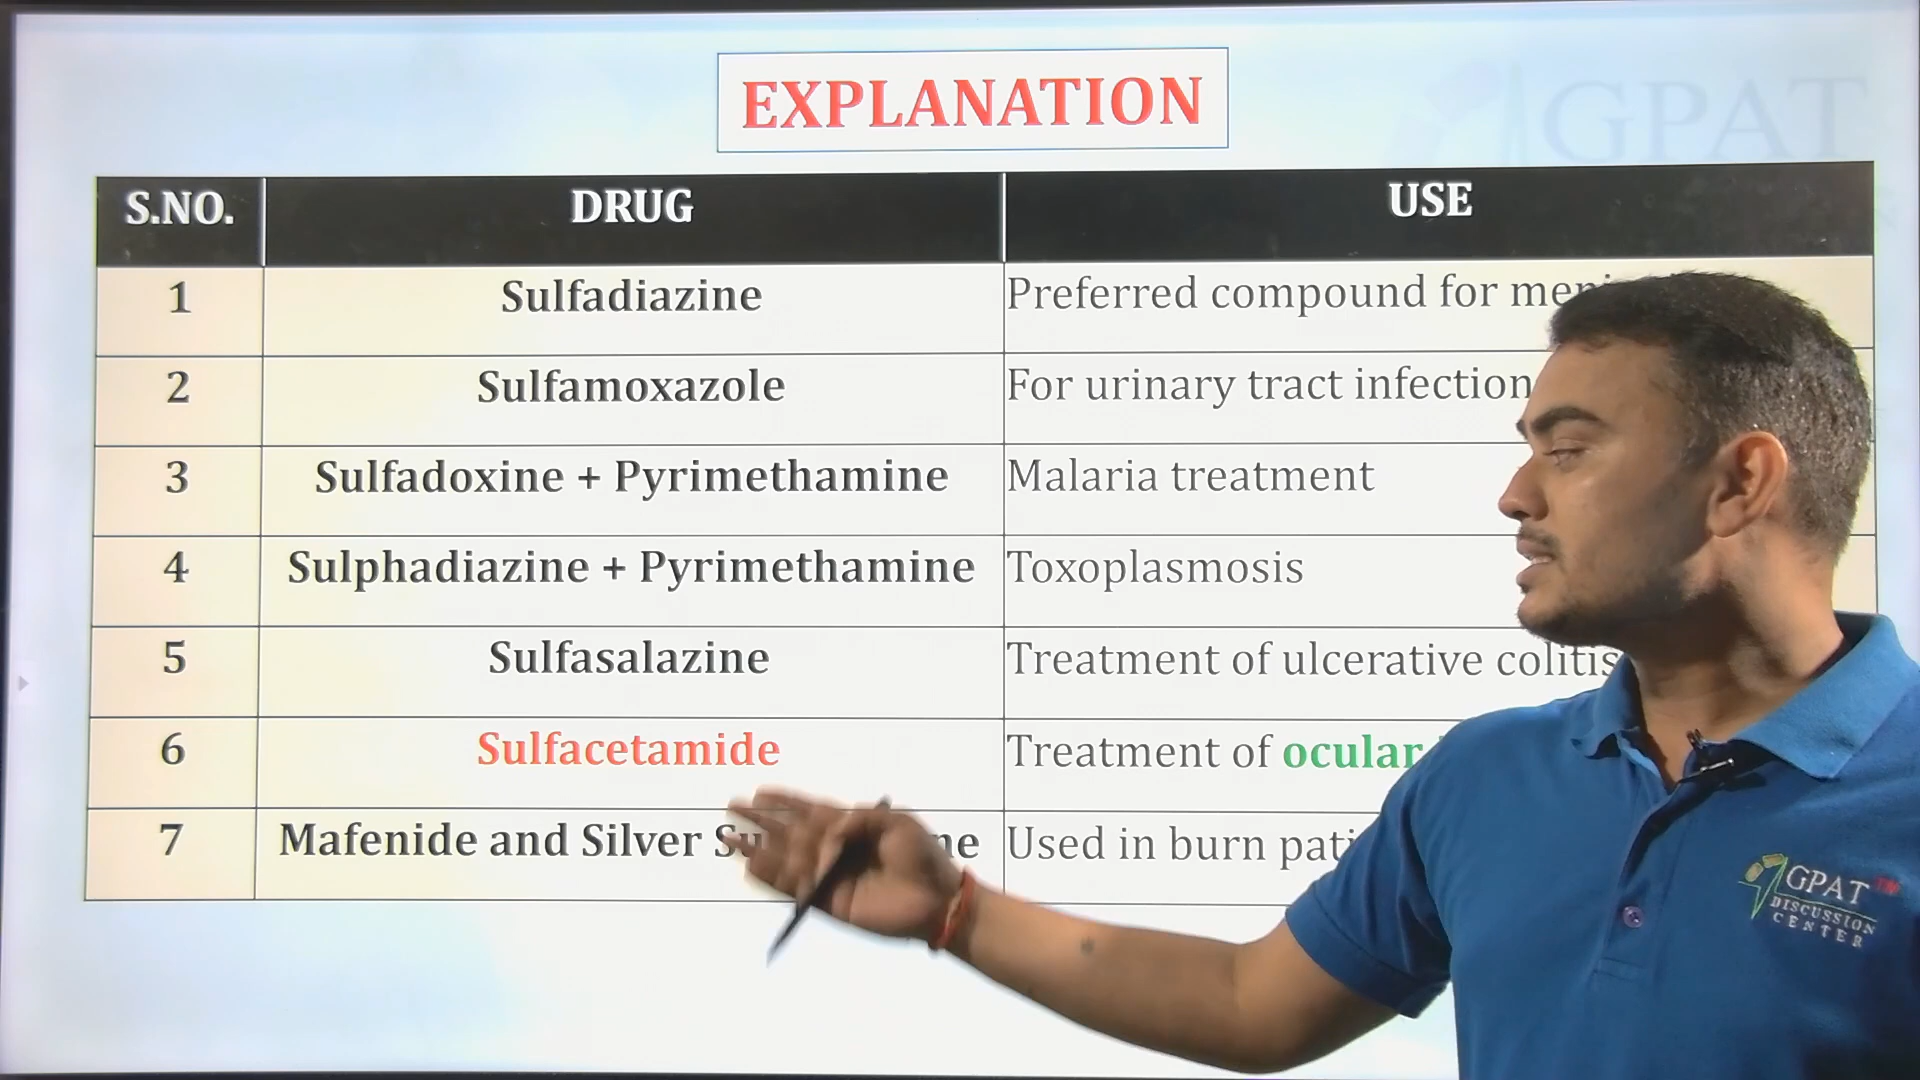 EXPLANATION
GPAT
S.NO. DRUG USE
1 Sulfadiazine Preferred compound for
2 Sulfamoxazole For urinary tract infection
3 Sulfadoxine + Pyrimethamine Malaria treatment
4 Sulphadiazine + Pyrimethamine Toxoplasmosis
5 Sulfasalazine Treatment of ulcerative colitis
6 Sulfacetamide Treatment of ocular
7 Mafenide and Silver Used in burn
GPAT TM
DISCUSSION
CENTER